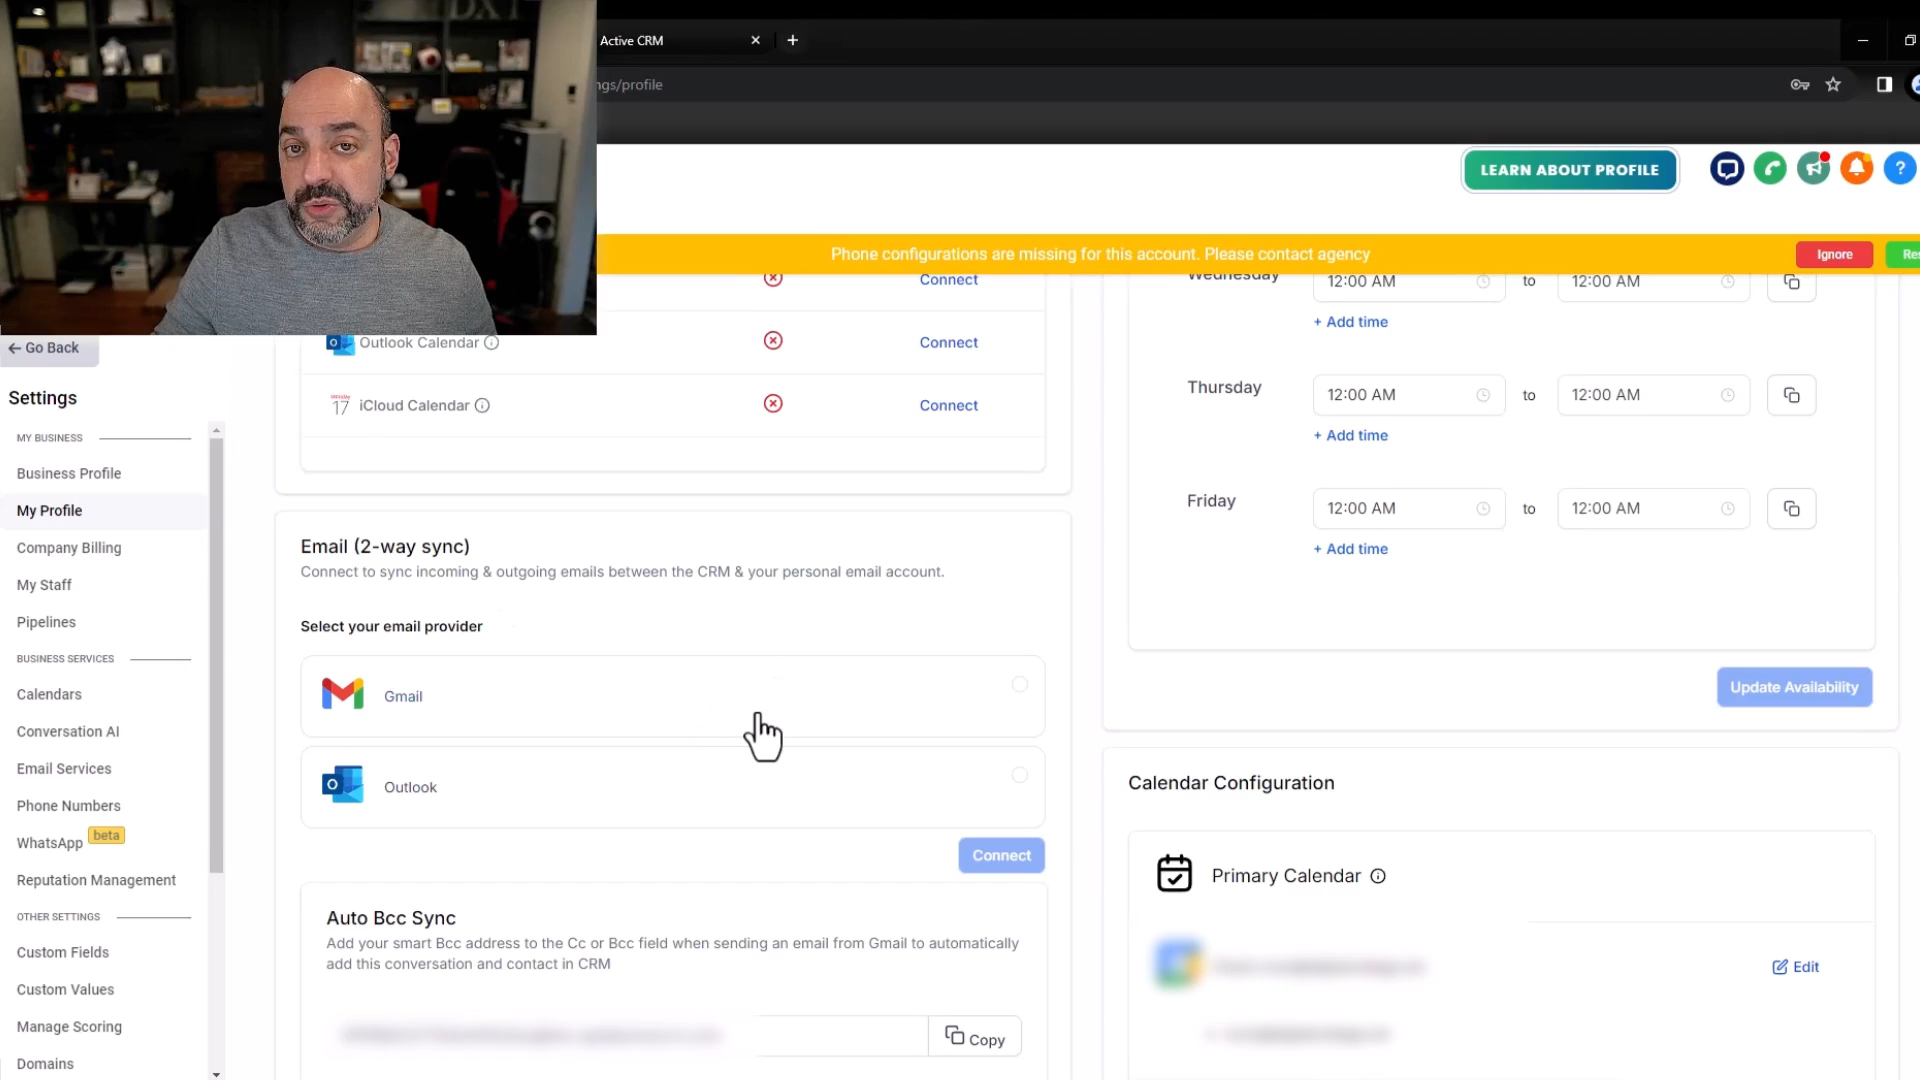 Active CRM
ngs/profile
LEARN ABOUT PROFILE
?
Phone configurations are missing for this account. Please contact agency
Ignore
Connect
Wednesday
12:00 AM
to
12:00 AM
+ Add time
Outlook Calendar
Connect
17
iCloud Calendar
Connect
Thursday
12:00 AM
to
12:00 AM
+ Add time
Friday
12:00 AM
to
12:00 AM
+ Add time
Update Availability
Go Back
Settings
MY BUSINESS
Business Profile
My Profile
Company Billing
My Staff
Pipelines
BUSINESS SERVICES
Calendars
Conversation AI
Email Services
Phone Numbers
WhatsApp beta
Reputation Management
OTHER SETTINGS
Custom Fields
Custom Values
Manage Scoring
Domains
Email (2-way sync)
Connect to sync incoming & outgoing emails between the CRM & your personal email account.
Select your email provider
Gmail
Outlook
Connect
Auto Bcc Sync
Add your smart Bcc address to the Cc or Bcc field when sending an email from Gmail to automatically
add this conversation and contact in CRM
Copy
Calendar Configuration
Primary Calendar
Edit